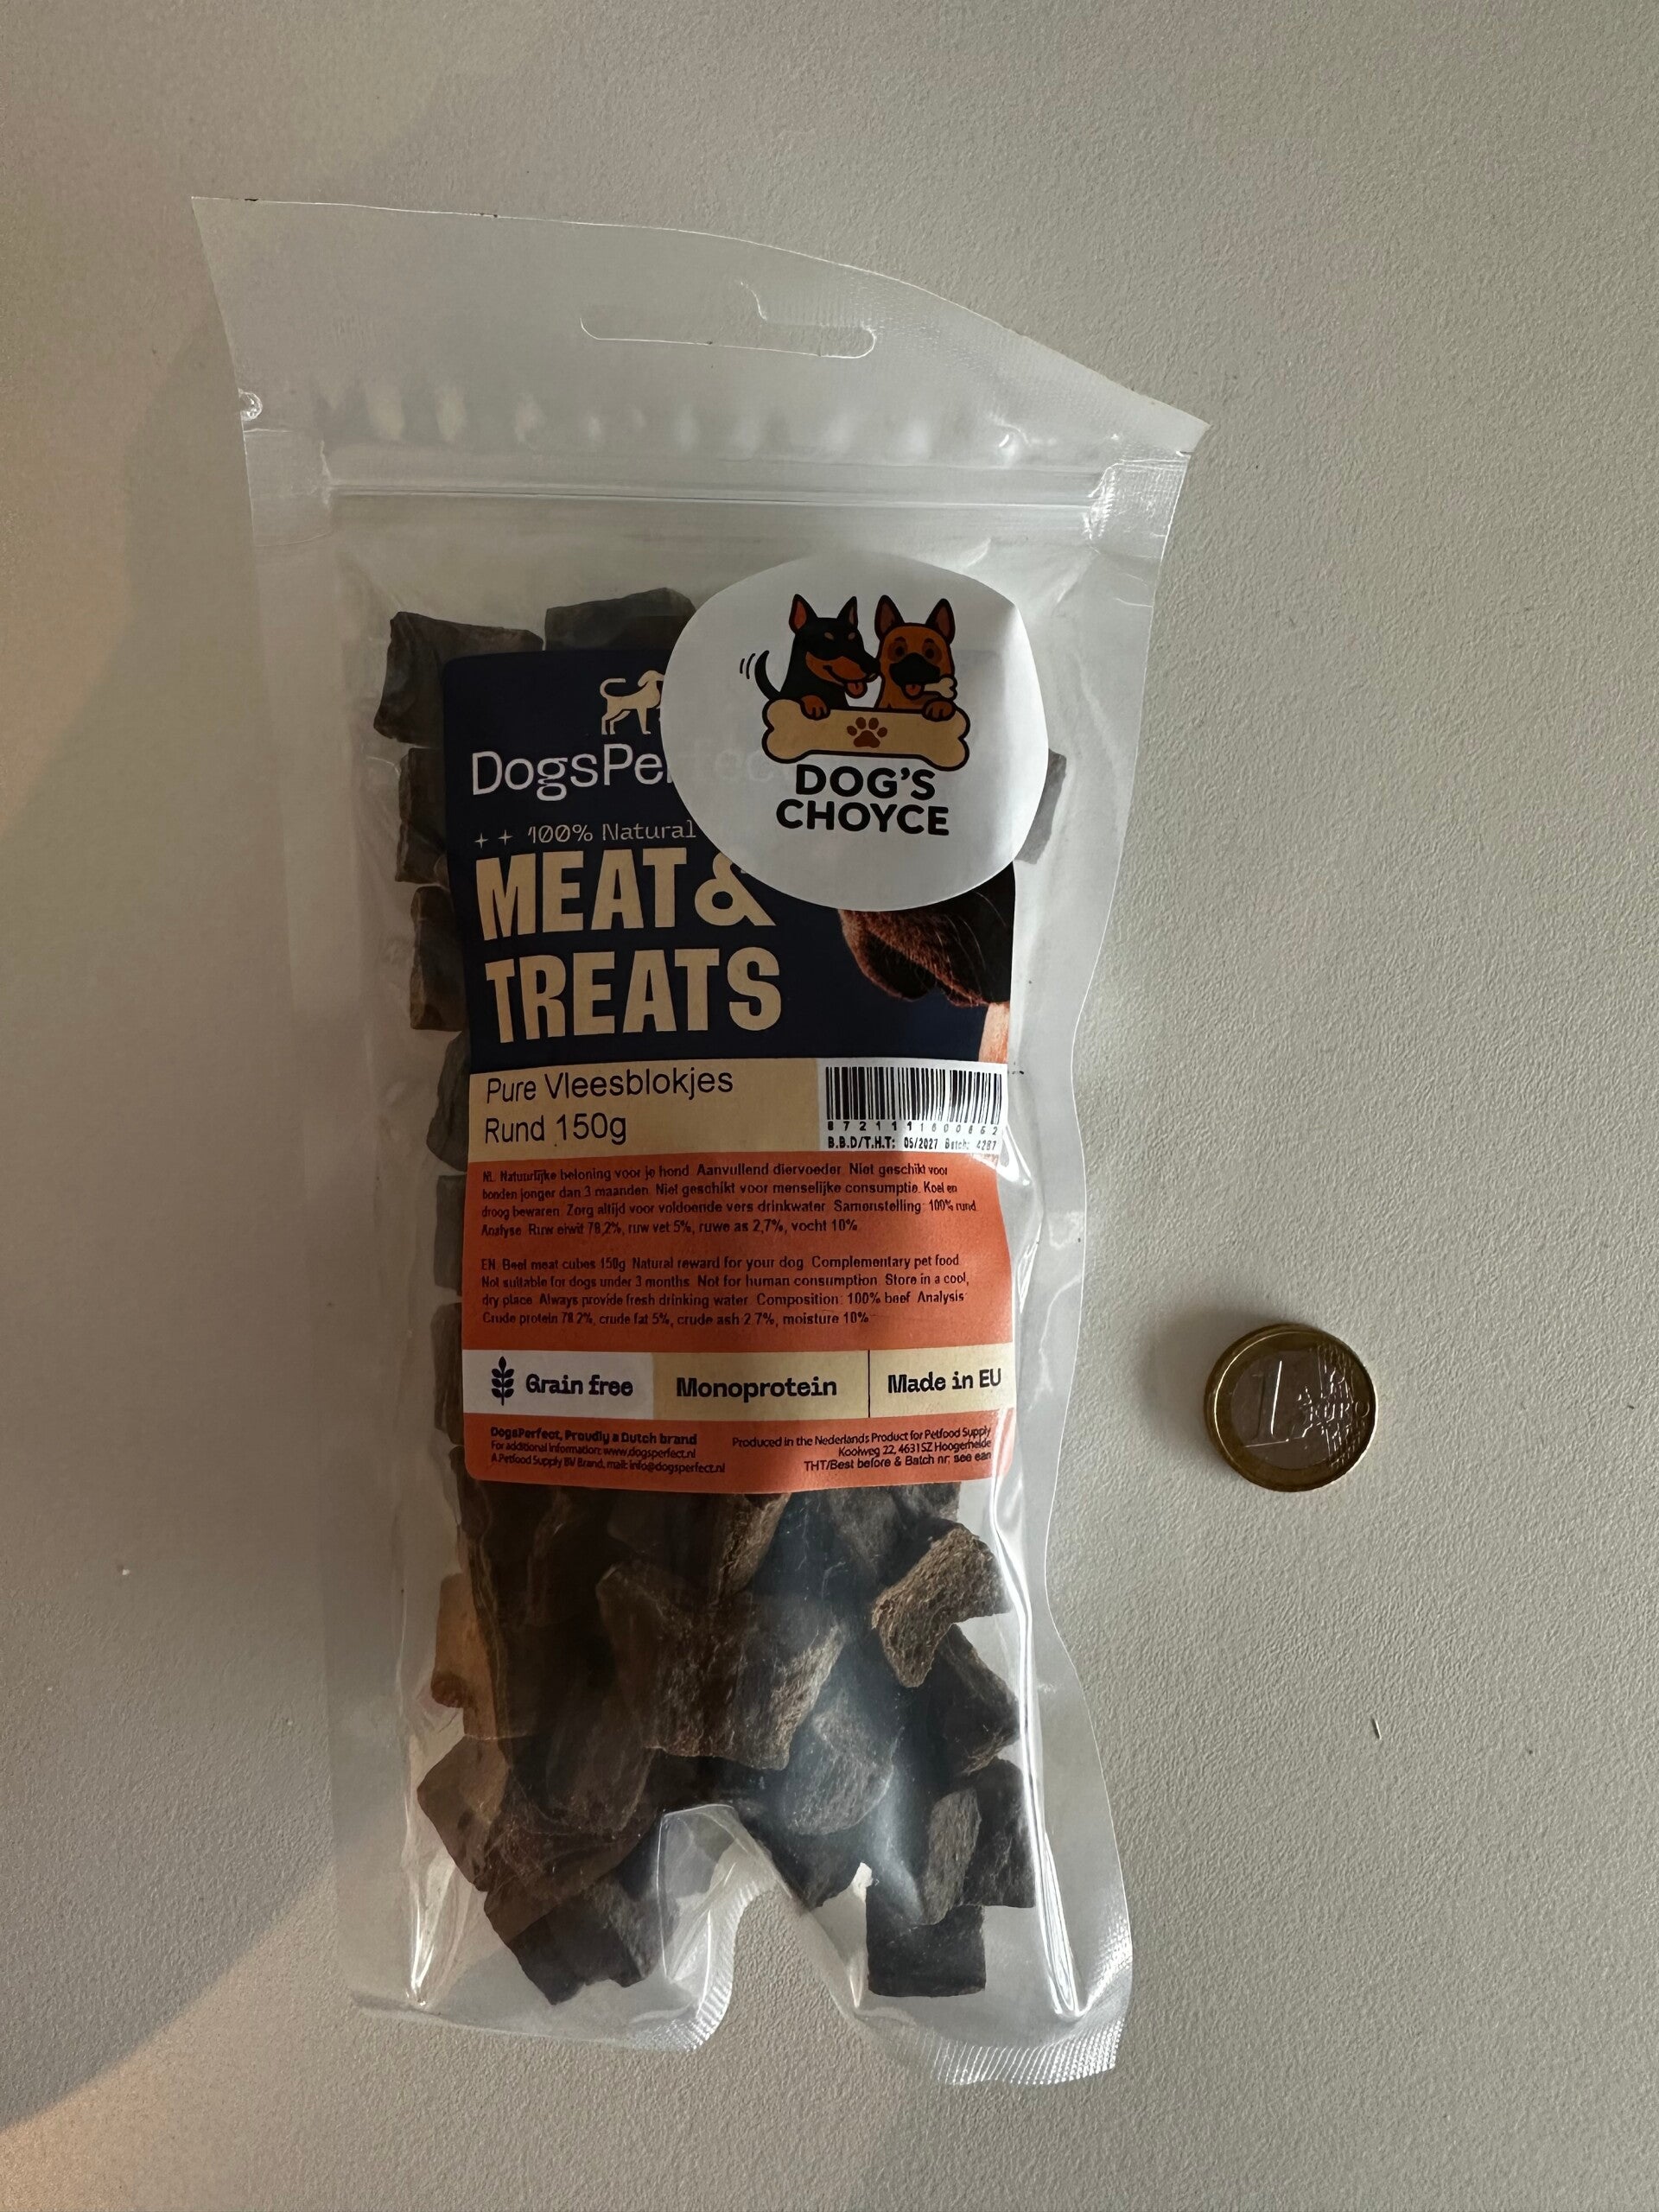 DOG'S
CHOYCE
DogsPerfec
100% Natural
MEAT &
TREATS
Pure Vleesblokjes
Rund 150g
B.B.D/T.H.T: 05/2027 Batch: 4287
NL. Natuurlijke beloning voor je hond. Aanvullend diervoeder. Niet geschikt voor
honden jonger dan 3 maanden. Niet geschikt voor menselijke consumptie. Koel en
droog bewaren. Zorg altijd voor voldoende vers drinkwater. Samenstelling: 100% rund.
Analyse. Ruw eiwit 78,2%, ruw vet 5%, ruwe as 2,7%, vocht 10%.
EN. Beef meat cubes 150g. Natural reward for your dog. Complementary pet food.
Not suitable for dogs under 3 months. Not for human consumption. Store in a cool,
dry place. Always provide fresh drinking water. Composition: 100% beef. Analysis:
Crude protein 78.2%, crude fat 5%, crude ash 2.7%, moisture 10%
Grain free
Monoprotein
Made in EU
DogsPerfect, Proudly a Dutch brand
For additional information: www.dogsperfect.nl
A Petfood Supply BV Brand, mail: info@dogsperfect.nl
Produced in the Nederlands Product for Petfood Supply
Koolweg 22, 4631SZ Hoogerheide
THT/Best before & Batch nr: see ean
1
EURO